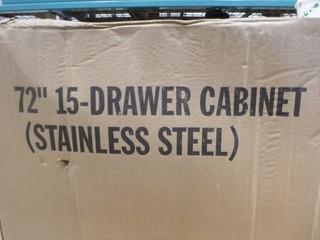 72" 15-DRAWER CABINET
(STAINLESS STEEL)